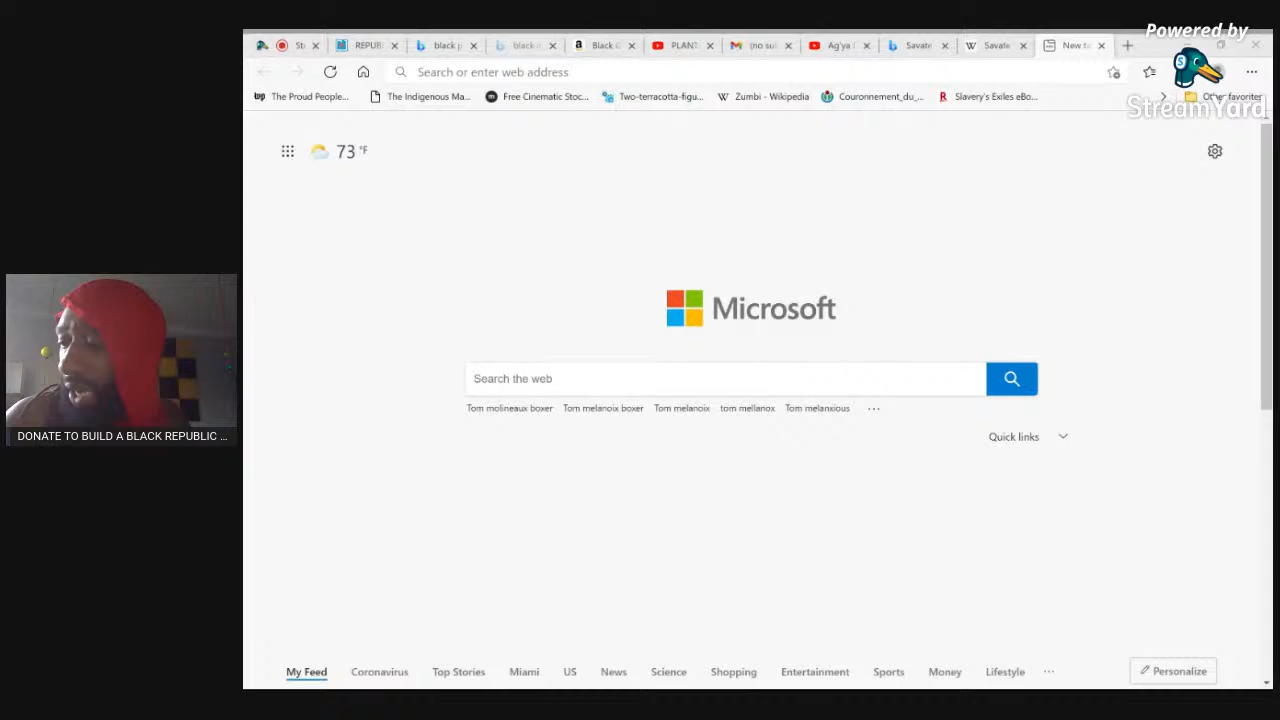 Powered by
StreamYard
St
REPUBl
black p
black n
Black G
PLANT
(no sul
Ag'ya (
Savate
Savate
New ta
Search or enter web address
The Proud People...
The Indigenous Ma...
Free Cinematic Stoc...
Two-terracotta-figu...
Zumbi - Wikipedia
Couronnement_du_...
Slavery's Exiles eBo...
Other favorites
73 °F
Microsoft
Search the web
Tom molineaux boxer
Tom melanoix boxer
Tom melanoix
tom mellanox
Tom melanxious
...
Quick links
DONATE TO BUILD A BLACK REPUBLIC ...
My Feed
Coronavirus
Top Stories
Miami
US
News
Science
Shopping
Entertainment
Sports
Money
Lifestyle
...
Personalize